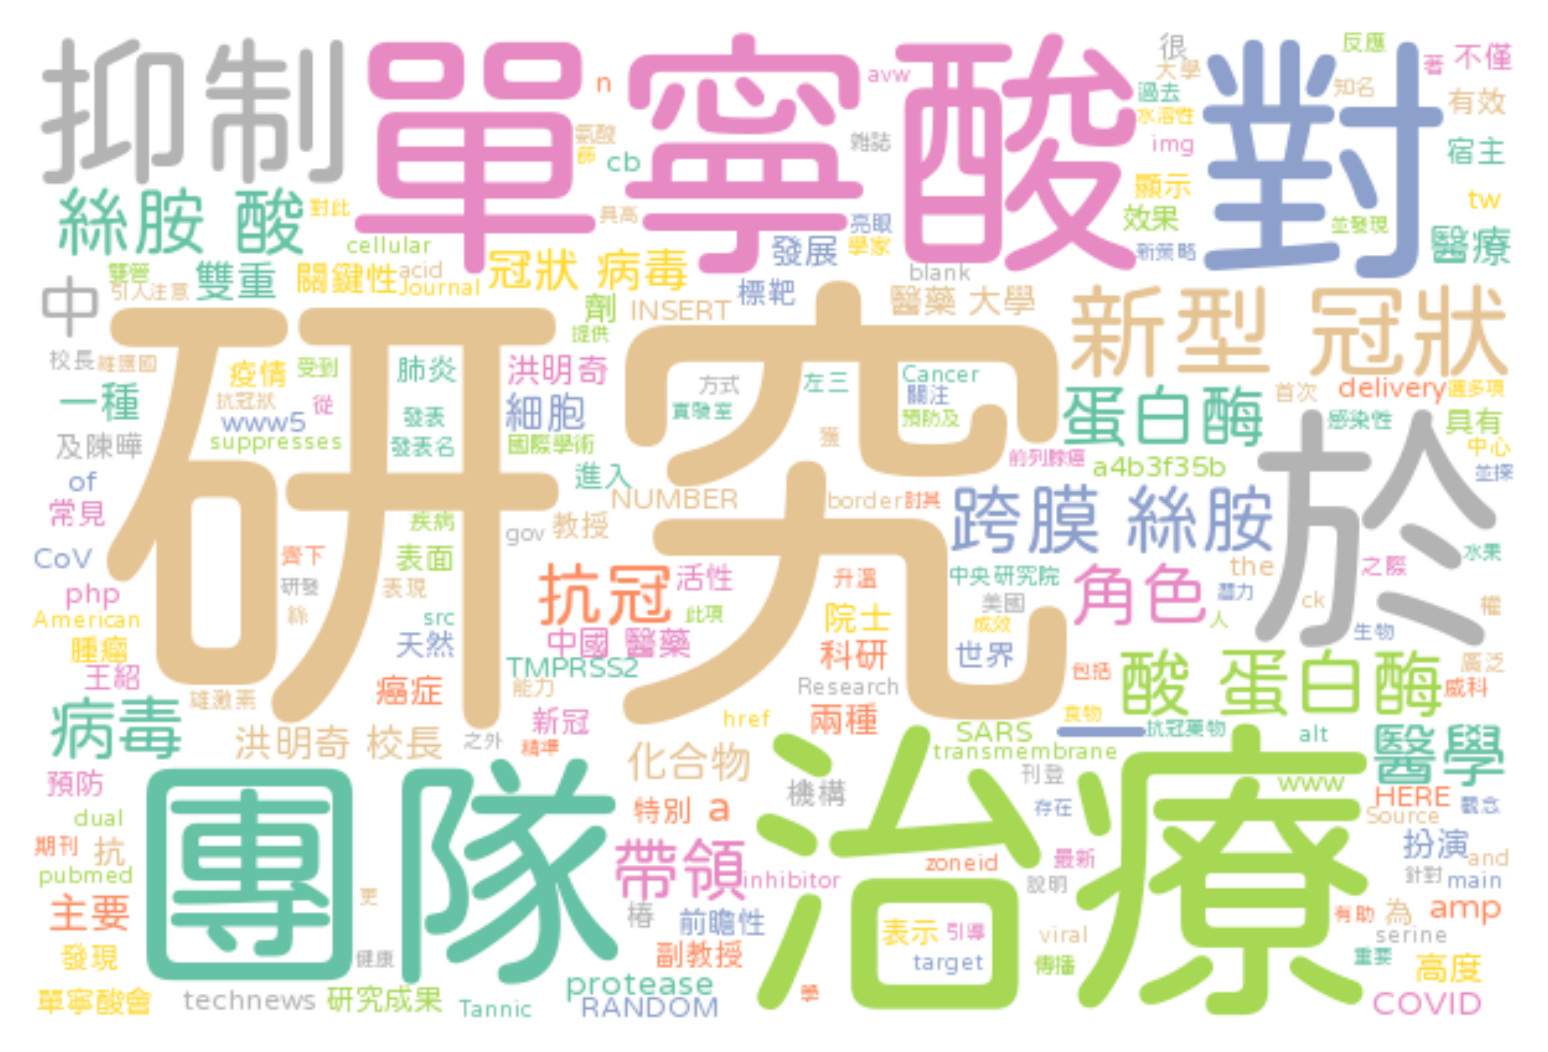 抑制 單寧酸 對
n
avw
很
反應
著
不僅
大學
過去
知名
有效
氨酸
cb
雜誌
水溶性
img
宿主
絲胺 酸
對此
具高
亮眼
顯示
tw
效果
cellular
發展
學家
新策略
並發現
醫療
雙管
雙重
關鍵性
acid
冠狀 病毒
blank
引人注意
Journal
標靶
醫藥 大學
新型 冠狀
中
劑
INSERT
提供
研究
校長
維護國
疫情
受到
肺炎
洪明奇
方式
左三
Cancer
關注
首次
delivery
一種
抗冠狀
從
www5
發表
細胞
實驗室
預防及
蛋白酶
感染性
具有
及陳曄
suppresses
發表名
國際學術
獲
中心
of
進入
前列腺癌
a4b3f35b
於
常見
疾病
NUMBER
border
跨膜 絲胺
gov
教授
CoV
齊下
表面
水果
php
研發
表現
抗冠
活性
升溫
中央研究院
角色
the
之際
American
src
此項
院士
美國
潛力
ck
權
成效
人
生物
腫瘤
天然
中國 醫藥
科研
世界
王紹
癌症
TMPRSS2
包括
酸 蛋白酶
廣泛
雄激素
能力
Research
威科
病毒
洪明奇 校長
新冠
href
兩種
食物
之外
SARS
抗冠藥物
alt
醫學
化合物
transmembrane
預防
團隊
治療
機構
刊登
www
dual
特別
a
存在
HERE
觀念
Source
期刊
抗
帶領
zoneid
最新
扮演
and
pubmed
inhibitor
說明
針對
main
主要
更
樁
前瞻性
有助
為
amp
發現
健康
副教授
表示
引導
viral
serine
target
傳播
重要
高度
單寧酸會
technews
研究成果
Tannic
protease
RANDOM
學
COVID